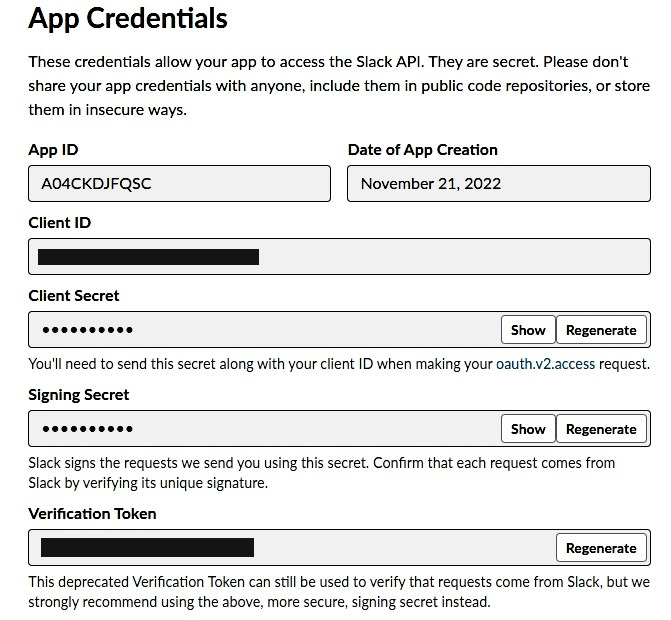 App Credentials
These credentials allow your app to access the Slack API. They are secret. Please don't
share your app credentials with anyone, include them in public code repositories, or store
them in insecure ways.
App ID
Date of App Creation
A04CKDJFQSC
November 21, 2022
Client ID
Client Secret
••••••••••
Show
Regenerate
You'll need to send this secret along with your client ID when making your oauth.v2.access request.
Signing Secret
••••••••••
Show
Regenerate
Slack signs the requests we send you using this secret. Confirm that each request comes from
Slack by verifying its unique signature.
Verification Token
Regenerate
This deprecated Verification Token can still be used to verify that requests come from Slack, but we
strongly recommend using the above, more secure, signing secret instead.